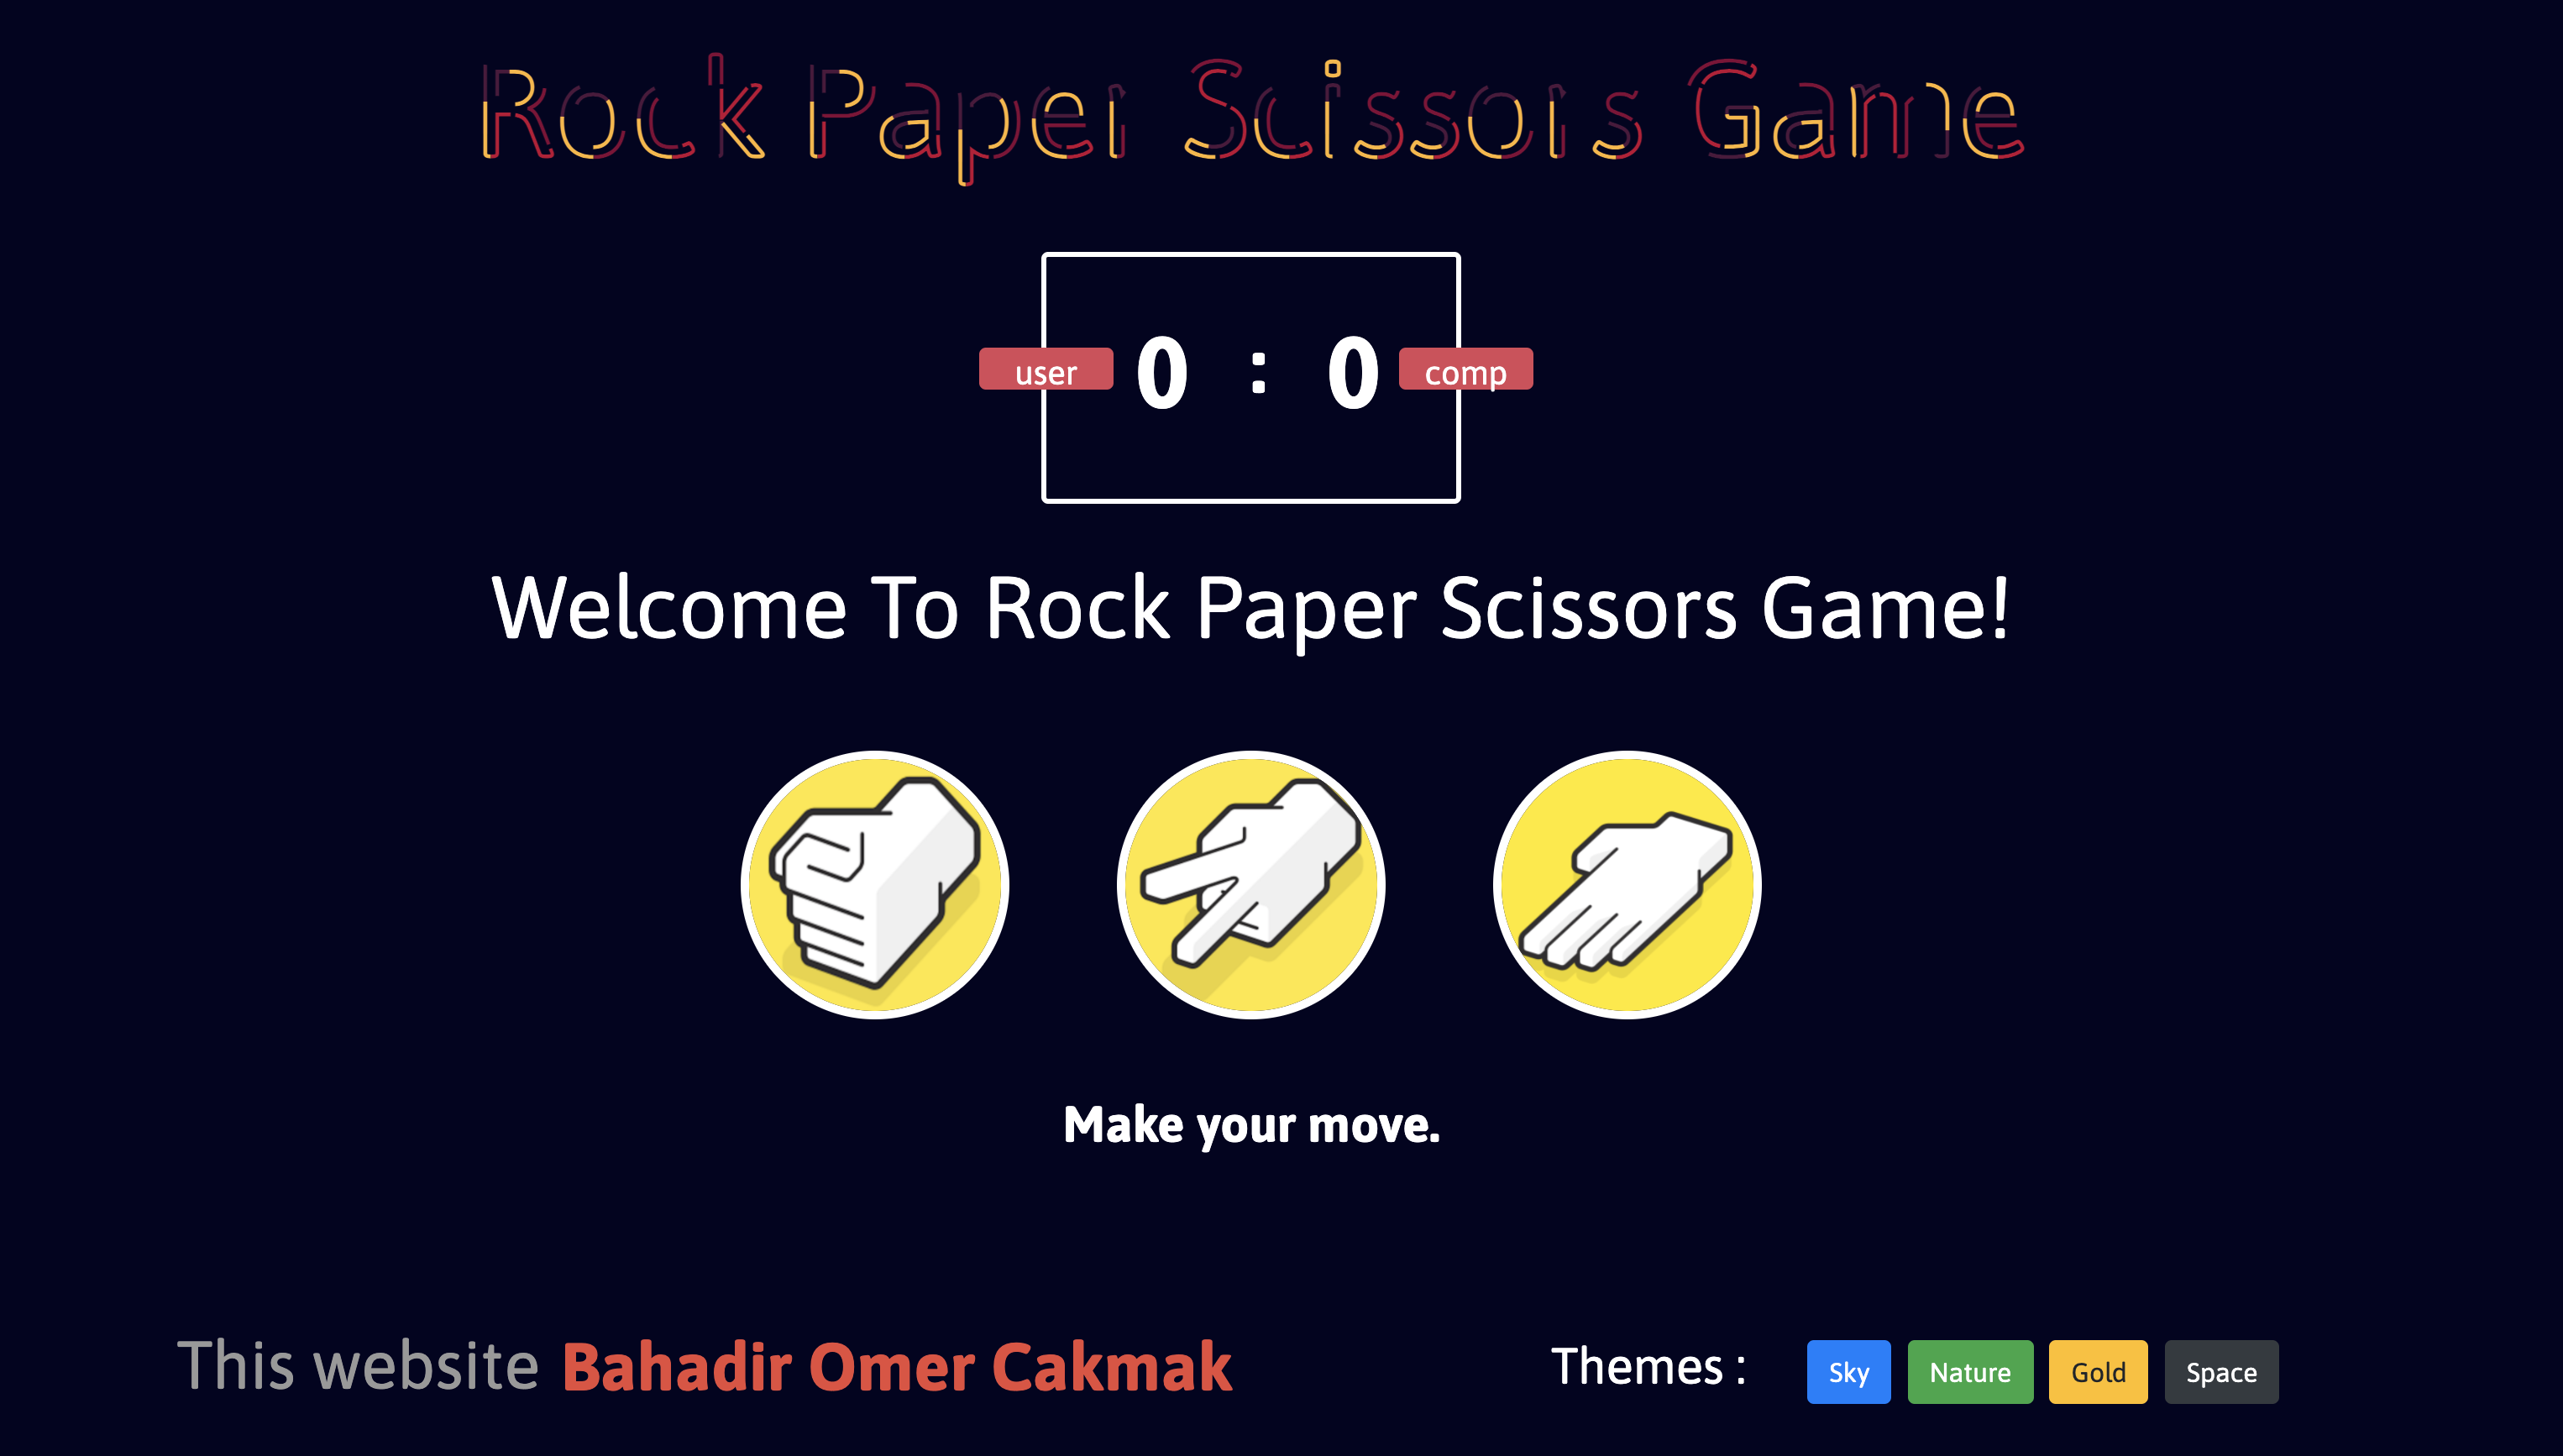 Rock Paper Scissors Game
user 0 : 0 comp
Welcome To Rock Paper Scissors Game!
Make your move.
This website Bahadir Omer Cakmak
Themes : Sky Nature Gold Space